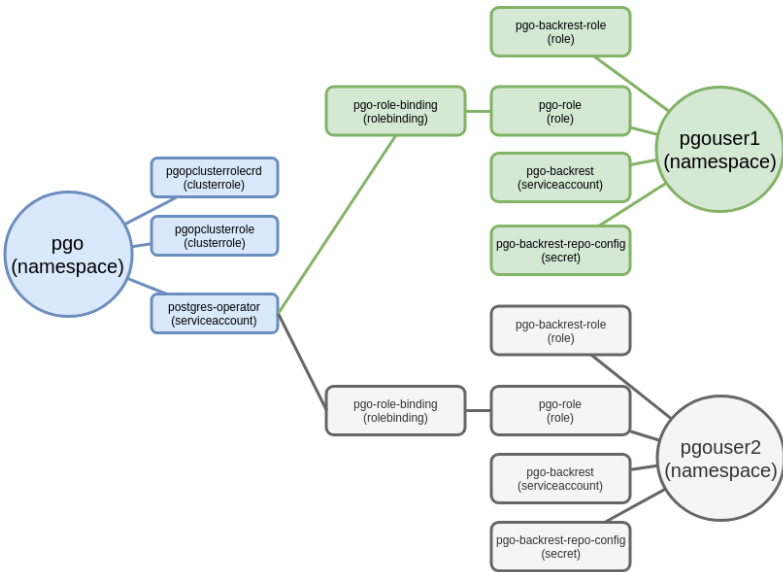 pgo
(namespace)
pgopclusterrolecrd
(clusterrole)
pgopclusterrole
(clusterrole)
postgres-operator
(serviceaccount)
pgo-role-binding
(rolebinding)
pgo-backrest-role
(role)
pgo-role
(role)
pgo-backrest
(serviceaccount)
pgo-backrest-repo-config
(secret)
pgouser1
(namespace)
pgo-role-binding
(rolebinding)
pgo-backrest-role
(role)
pgo-role
(role)
pgo-backrest
(serviceaccount)
pgo-backrest-repo-config
(secret)
pgouser2
(namespace)